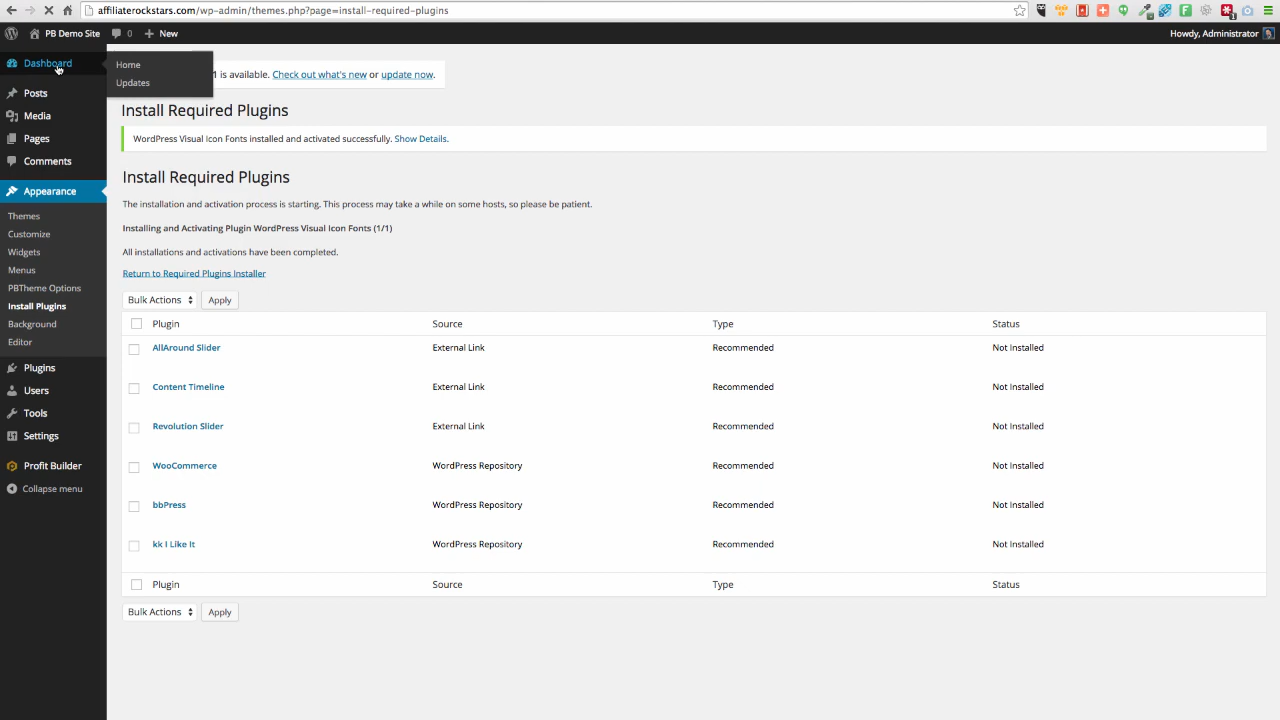 affiliaterockstars.com/wp-admin/themes.php?page=install-required-plugins
PB Demo Site 0 New Howdy, Administrator
Dashboard
Home
Updates
1 is available. Check out what's new or update now.
Posts
Media
Pages
Comments
Appearance
Themes
Customize
Widgets
Menus
PBTheme Options
Install Plugins
Background
Editor
Plugins
Users
Tools
Settings
Profit Builder
Collapse menu
Install Required Plugins
WordPress Visual Icon Fonts installed and activated successfully. Show Details.
Install Required Plugins
The installation and activation process is starting. This process may take a while on some hosts, so please be patient.
Installing and Activating Plugin WordPress Visual Icon Fonts (1/1)
All installations and activations have been completed.
Return to Required Plugins Installer
Bulk Actions Apply
Plugin Source Type Status
AllAround Slider External Link Recommended Not Installed
Content Timeline External Link Recommended Not Installed
Revolution Slider External Link Recommended Not Installed
WooCommerce WordPress Repository Recommended Not Installed
bbPress WordPress Repository Recommended Not Installed
kk I Like It WordPress Repository Recommended Not Installed
Plugin Source Type Status
Bulk Actions Apply